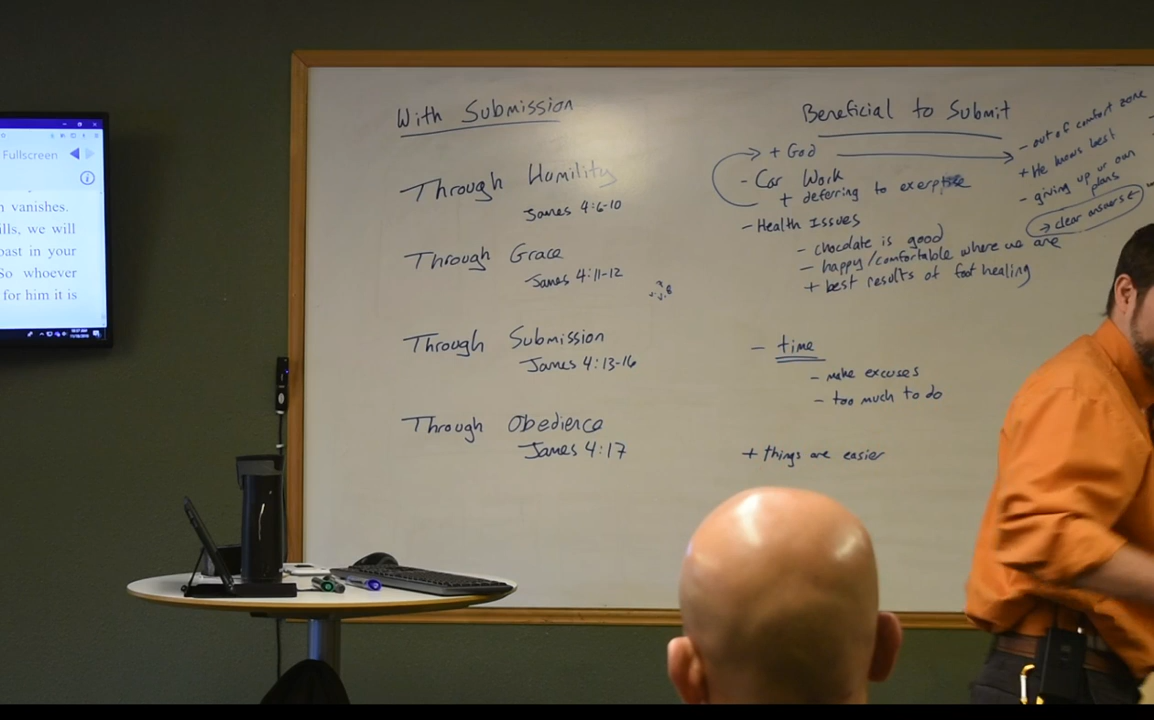 Fullscreen
vanishes.
ills, we will
oast in your
So whoever
for him it is
With Submission
Through Humility
James 4:6-10
Through Grace
James 4:11-12
Through Submission
James 4:13-16
Through Obedience
James 4:17
Beneficial to Submit
+ God
- Car Work
+ deferring to
- Health Issues
- chocolate is good
- happy/comfortable where we are
+ best results of foot healing
- time
- make excuses
- too much to do
+ things are easier
- out of comfort zone
+ He knows best
- giving up our own
plans
→ clear answers